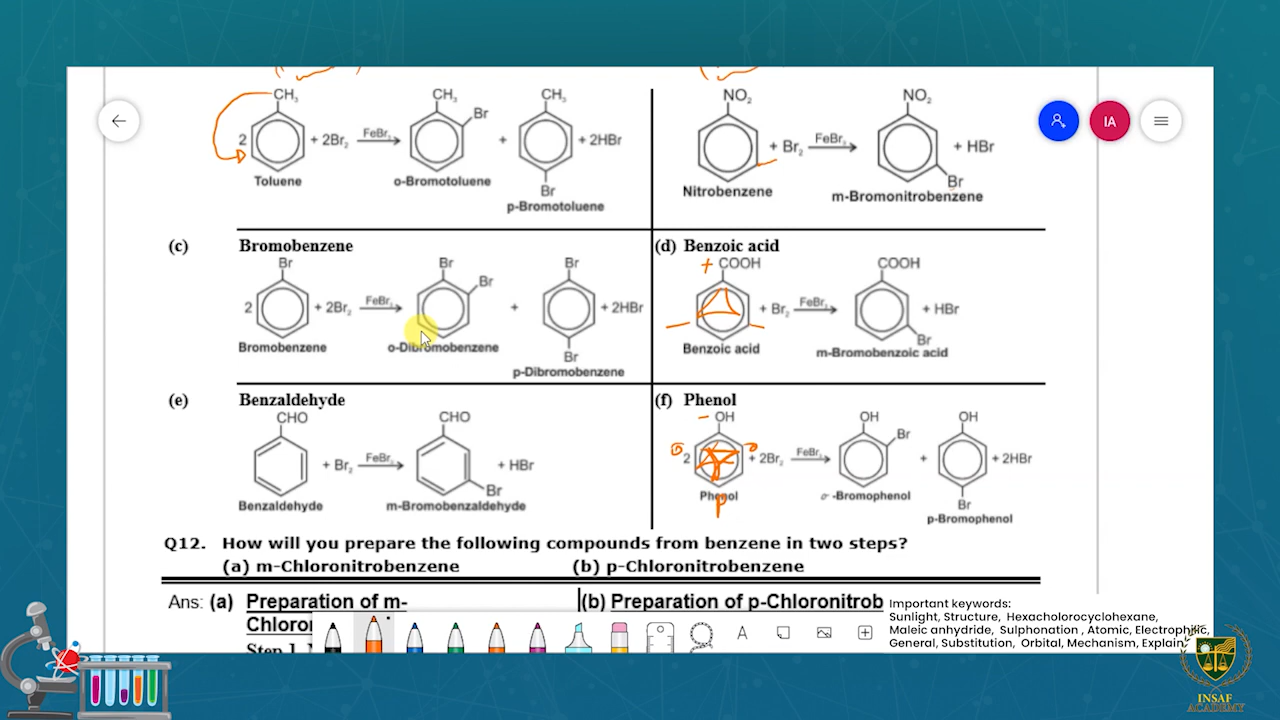 CH₃ CH₃ CH₃ NO₂ NO₂
Br
2 + 2Br₂ FeBr₃ + + 2HBr + Br₂ FeBr₃ + HBr
Toluene o-Bromotoluene Br Nitrobenzene Br
p-Bromotoluene m-Bromonitrobenzene
(c) Bromobenzene (d) Benzoic acid
Br Br Br + COOH COOH
Br
2 + 2Br₂ FeBr₃ + + 2HBr + Br₂ FeBr₃ + HBr
Bromobenzene o-Dibromobenzene Br Benzoic acid Br
p-Dibromobenzene m-Bromobenzoic acid
(e) Benzaldehyde (f) Phenol
CHO CHO - OH OH OH
Br
+ Br₂ FeBr₃ + HBr o 2 o + 2Br₂ FeBr₃ + + 2HBr
Br
Benzaldehyde m-Bromobenzaldehyde Phenol p o-Bromophenol Br
p-Bromophenol
Q12. How will you prepare the following compounds from benzene in two steps?
(a) m-Chloronitrobenzene (b) p-Chloronitrobenzene
Ans: (a) Preparation of m- (b) Preparation of p-Chloronitrob
Chloro
Step 1
Important keywords:
Sunlight, Structure, Hexacholorocyclohexane,
Maleic anhydride, Sulphonation , Atomic, Electrophilic,
General, Substitution, Orbital, Mechanism, Explain
IA
A
INSAF
ACADEMY